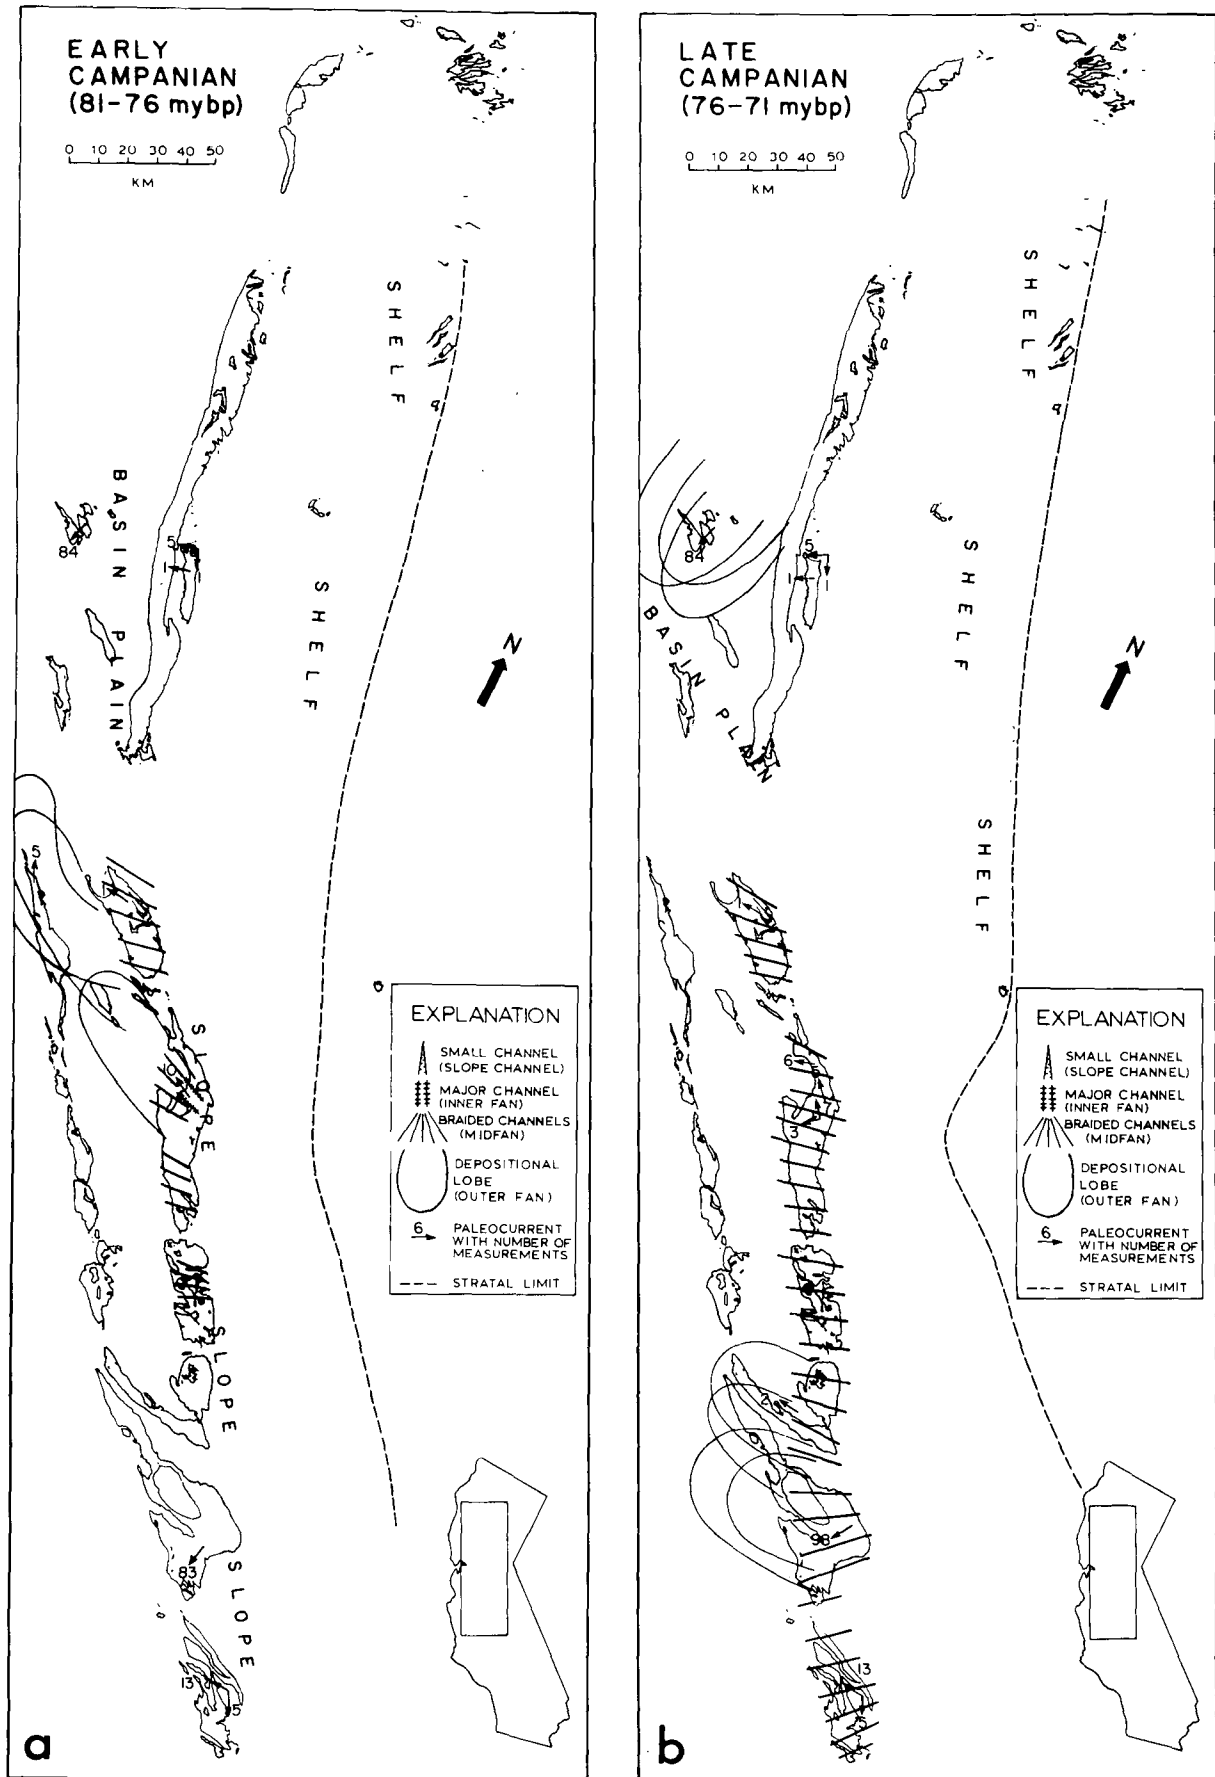 EARLY
CAMPANIAN
(81-76 mybp)
0 10 20 30 40 50
KM
SHELF
BASIN PLAIN
84
5
1
SHELF
N
5
SLOPE
SLOPE
83
SLOPE
13
5
EXPLANATION
SMALL CHANNEL
(SLOPE CHANNEL)
MAJOR CHANNEL
(INNER FAN)
BRAIDED CHANNELS
(MIDFAN)
DEPOSITIONAL
LOBE
(OUTER FAN)
6 PALEOCURRENT
WITH NUMBER OF
MEASUREMENTS
STRATAL LIMIT
a
LATE
CAMPANIAN
(76-71 mybp)
0 10 20 30 40 50
KM
SHELF
84
5
1
1
SHELF
BASIN PLAIN
N
SHELF
6
7
3
98
13
5
EXPLANATION
SMALL CHANNEL
(SLOPE CHANNEL)
MAJOR CHANNEL
(INNER FAN)
BRAIDED CHANNELS
(MIDFAN)
DEPOSITIONAL
LOBE
(OUTER FAN)
6 PALEOCURRENT
WITH NUMBER OF
MEASUREMENTS
STRATAL LIMIT
b